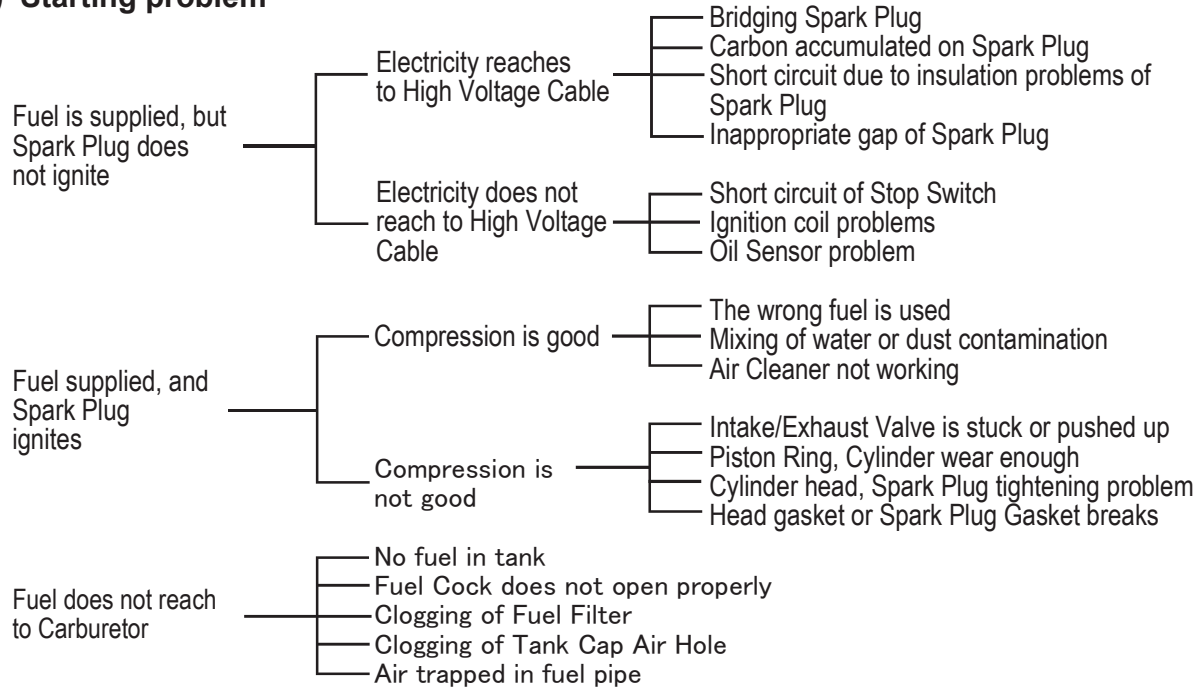 Starting problem
Fuel is supplied, but
Spark Plug does
not ignite
Electricity reaches
to High Voltage Cable
Bridging Spark Plug
Carbon accumulated on Spark Plug
Short circuit due to insulation problems of
Spark Plug
Inappropriate gap of Spark Plug
Electricity does not
reach to High Voltage
Cable
Short circuit of Stop Switch
Ignition coil problems
Oil Sensor problem
Fuel supplied, and
Spark Plug
ignites
Compression is good
The wrong fuel is used
Mixing of water or dust contamination
Air Cleaner not working
Compression is
not good
Intake/Exhaust Valve is stuck or pushed up
Piston Ring, Cylinder wear enough
Cylinder head, Spark Plug tightening problem
Head gasket or Spark Plug Gasket breaks
Fuel does not reach
to Carburetor
No fuel in tank
Fuel Cock does not open properly
Clogging of Fuel Filter
Clogging of Tank Cap Air Hole
Air trapped in fuel pipe